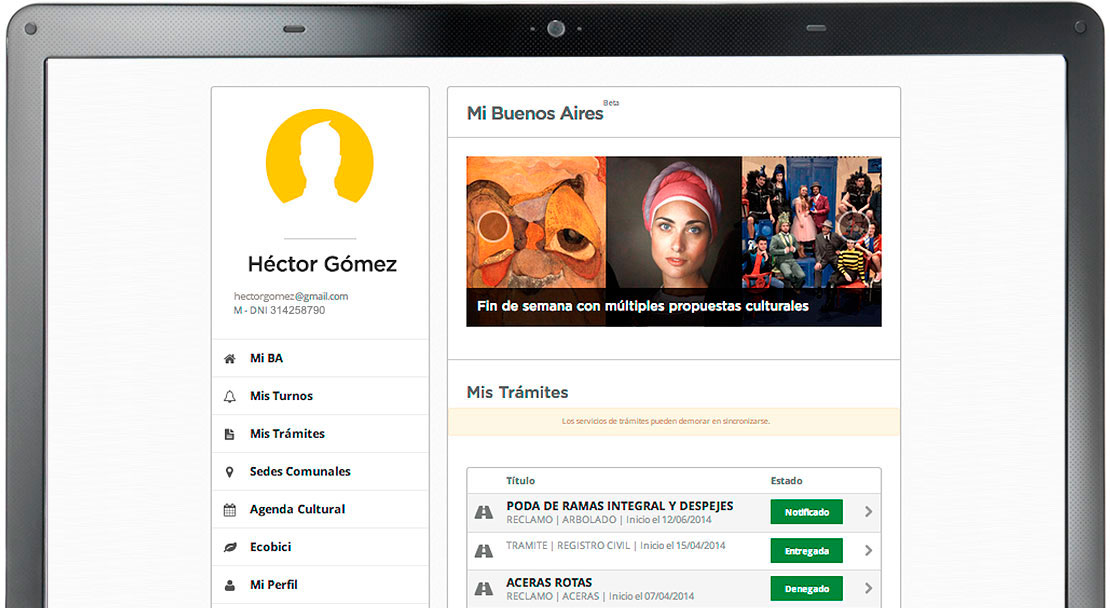 Héctor Gómez
hectorgomez@gmail.com
M - DNI 314258790
Mi BA
Mis Turnos
Mis Trámites
Sedes Comunales
Agenda Cultural
Ecobici
Mi Perfil
Mi Buenos Aires Beta
Fin de semana con múltiples propuestas culturales
Mis Trámites
Los servicios de trámites pueden demorar en sincronizarse.
Título Estado
PODA DE RAMAS INTEGRAL Y DESPEJES
RECLAMO | ARBOLADO | Inicio el 12/06/2014
Notificado
TRAMITE | REGISTRO CIVIL | Inicio el 15/04/2014
Entregada
ACERAS ROTAS
RECLAMO | ACERAS | Inicio el 07/04/2014
Denegado